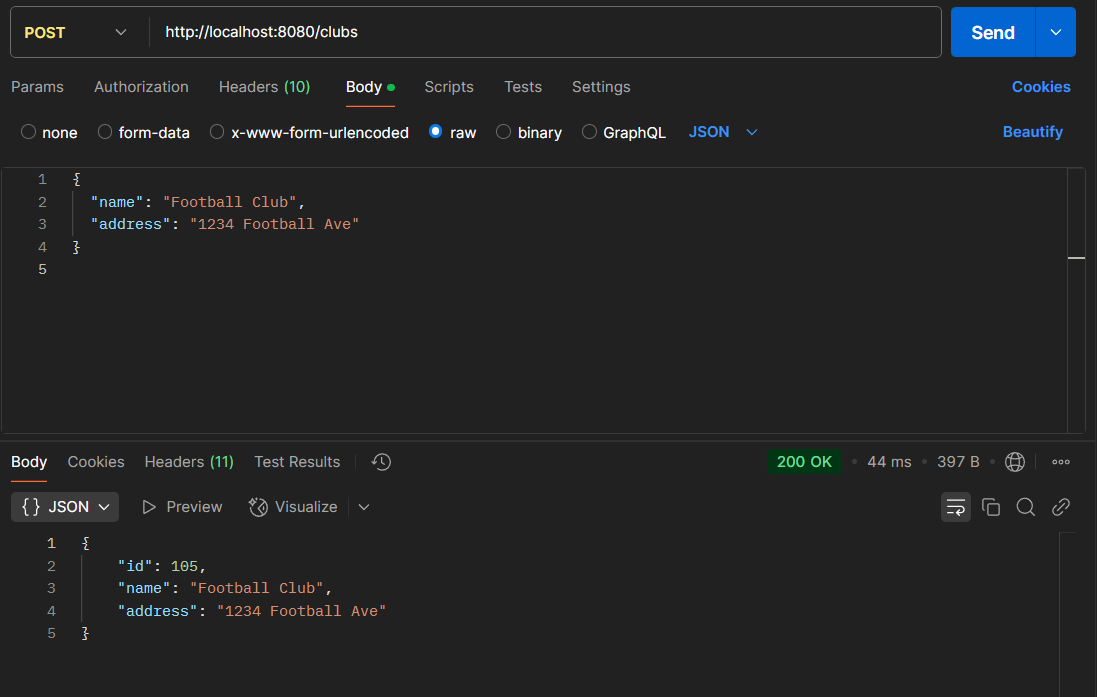 POST http://localhost:8080/clubs Send
Params Authorization Headers (10) Body Scripts Tests Settings Cookies
none form-data x-www-form-urlencoded raw binary GraphQL JSON Beautify
1 {
2 "name": "Football Club",
3 "address": "1234 Football Ave"
4 }
5
Body Cookies Headers (11) Test Results 200 OK 44 ms 397 B
{} JSON Preview Visualize
1 {
2 "id": 105,
3 "name": "Football Club",
4 "address": "1234 Football Ave"
5 }